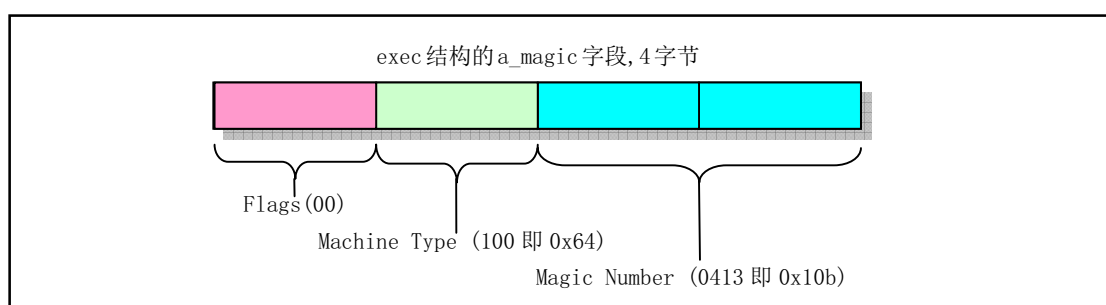 exec结构的a_magic字段,4字节
Flags(00)
Machine Type (100 即 0x64)
Magic Number (0413 即 0x10b)